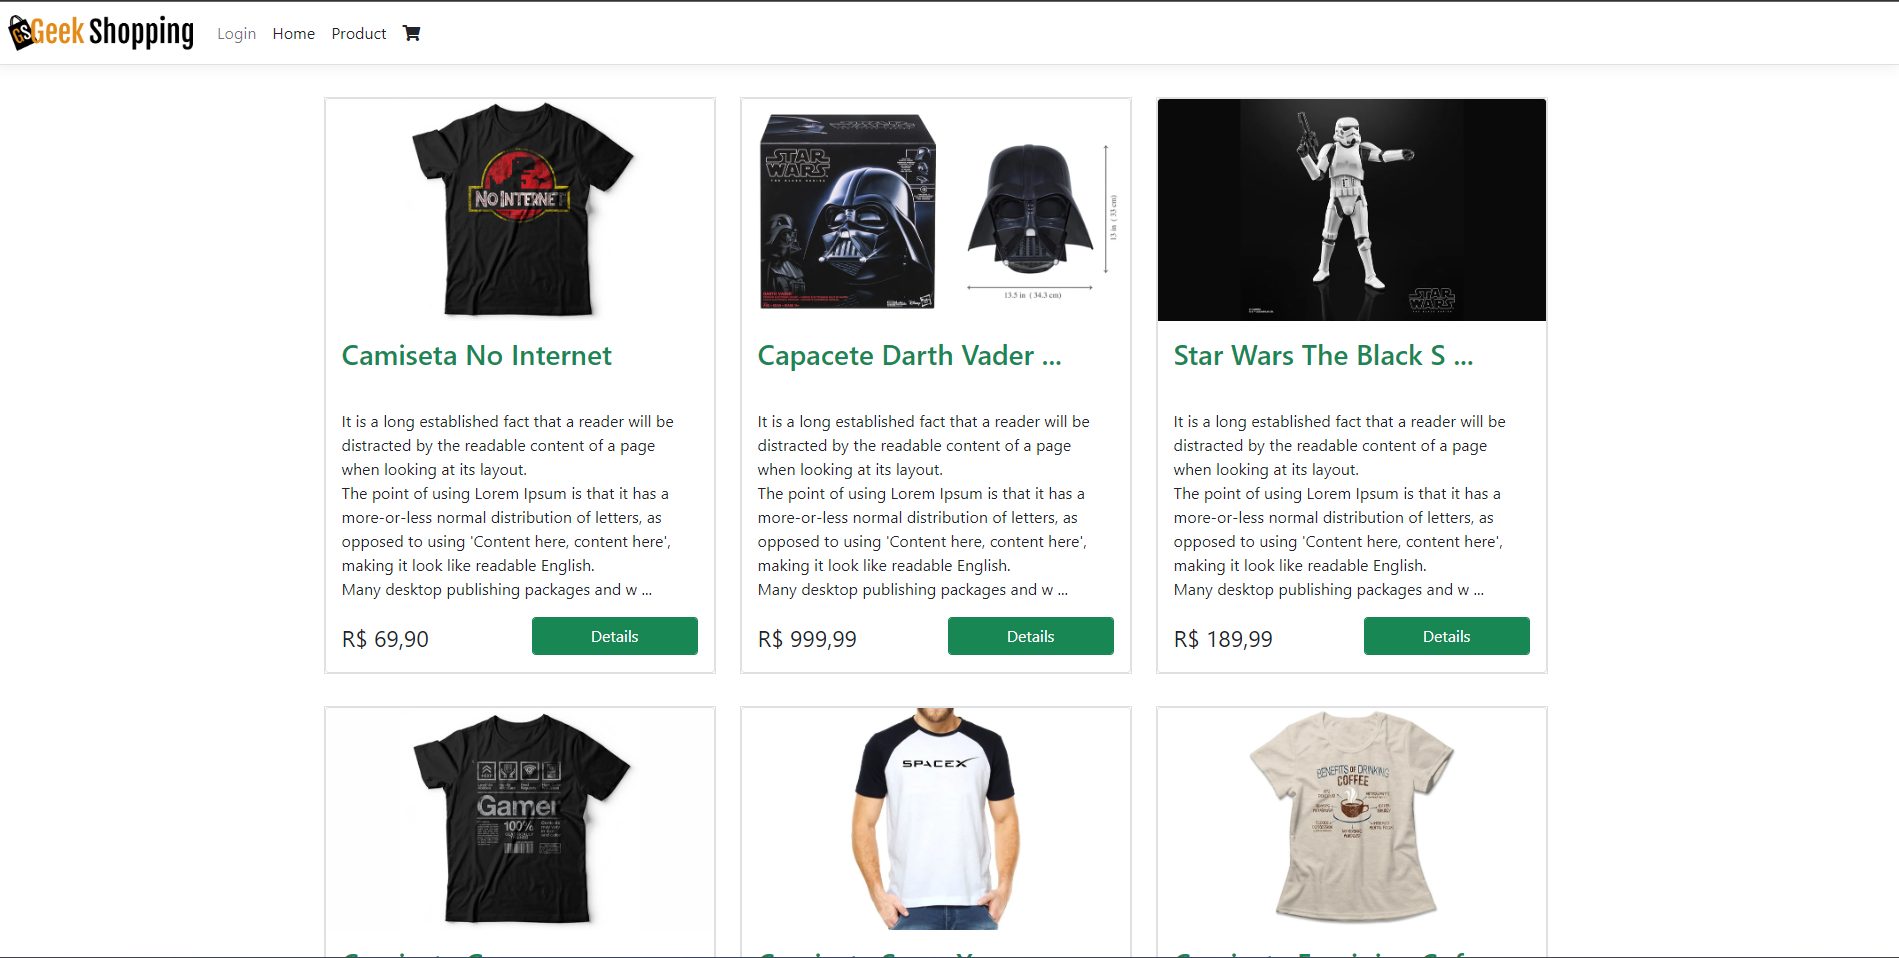 GS Geek Shopping Login Home Product
NO INTERNET
STAR WARS
THE BLACK SERIES
13 in ( 33 cm)
13.5 in ( 34.3 cm)
STAR WARS
Camiseta No Internet
Capacete Darth Vader ...
Star Wars The Black S ...
It is a long established fact that a reader will be
distracted by the readable content of a page
when looking at its layout.
The point of using Lorem Ipsum is that it has a
more-or-less normal distribution of letters, as
opposed to using 'Content here, content here',
making it look like readable English.
Many desktop publishing packages and w ...
It is a long established fact that a reader will be
distracted by the readable content of a page
when looking at its layout.
The point of using Lorem Ipsum is that it has a
more-or-less normal distribution of letters, as
opposed to using 'Content here, content here',
making it look like readable English.
Many desktop publishing packages and w ...
It is a long established fact that a reader will be
distracted by the readable content of a page
when looking at its layout.
The point of using Lorem Ipsum is that it has a
more-or-less normal distribution of letters, as
opposed to using 'Content here, content here',
making it look like readable English.
Many desktop publishing packages and w ...
R$ 69,90 Details
R$ 999,99 Details
R$ 189,99 Details
Gamer
100%
SPACEX
BENEFITS OF DRINKING
COFFEE